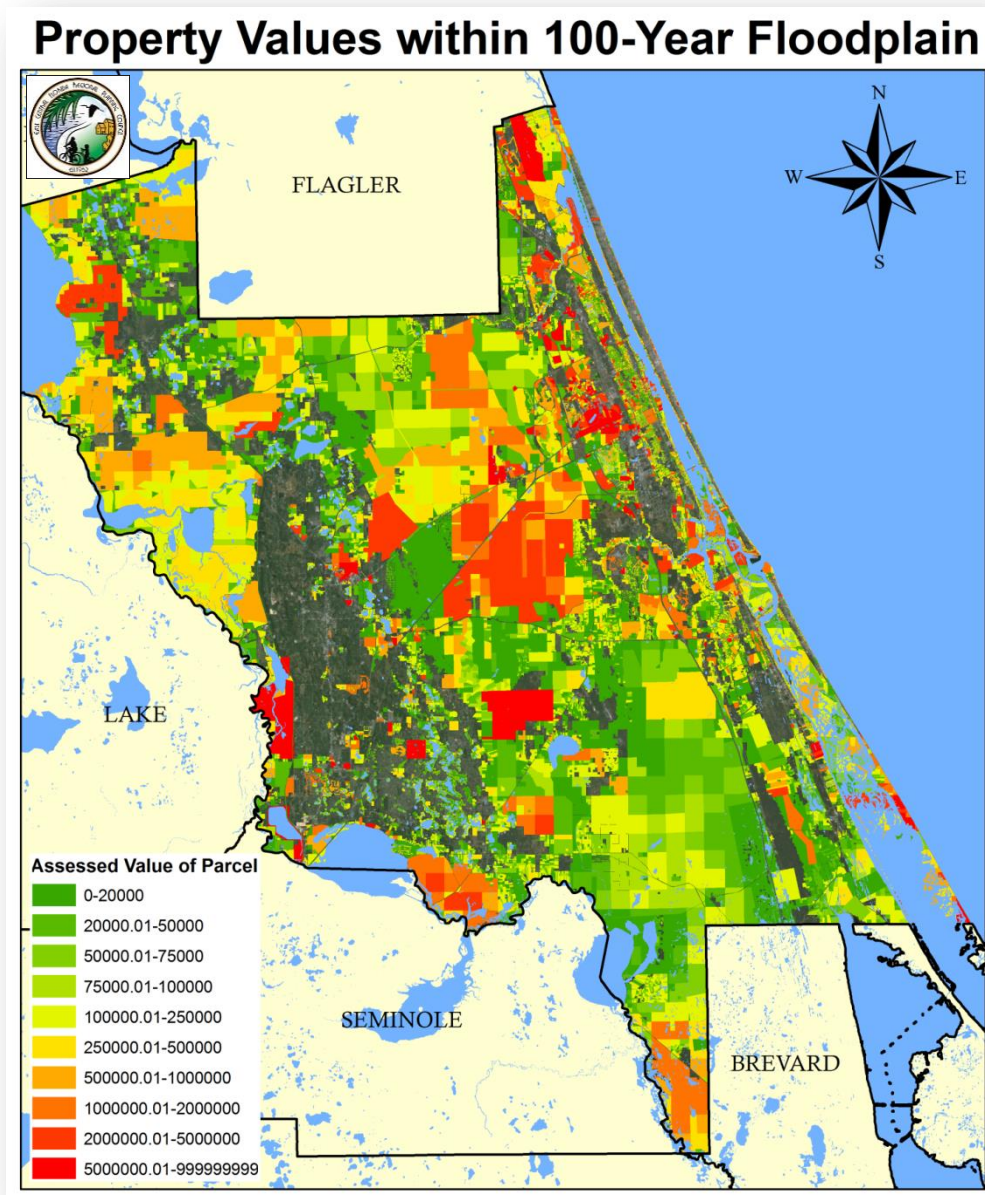 Property Values within 100-Year Floodplain
N
W
E
S
FLAGLER
LAKE
SEMINOLE
BREVARD
Assessed Value of Parcel
0-20000
20000.01-50000
50000.01-75000
75000.01-100000
100000.01-250000
250000.01-500000
500000.01-1000000
1000000.01-2000000
2000000.01-5000000
5000000.01-999999999